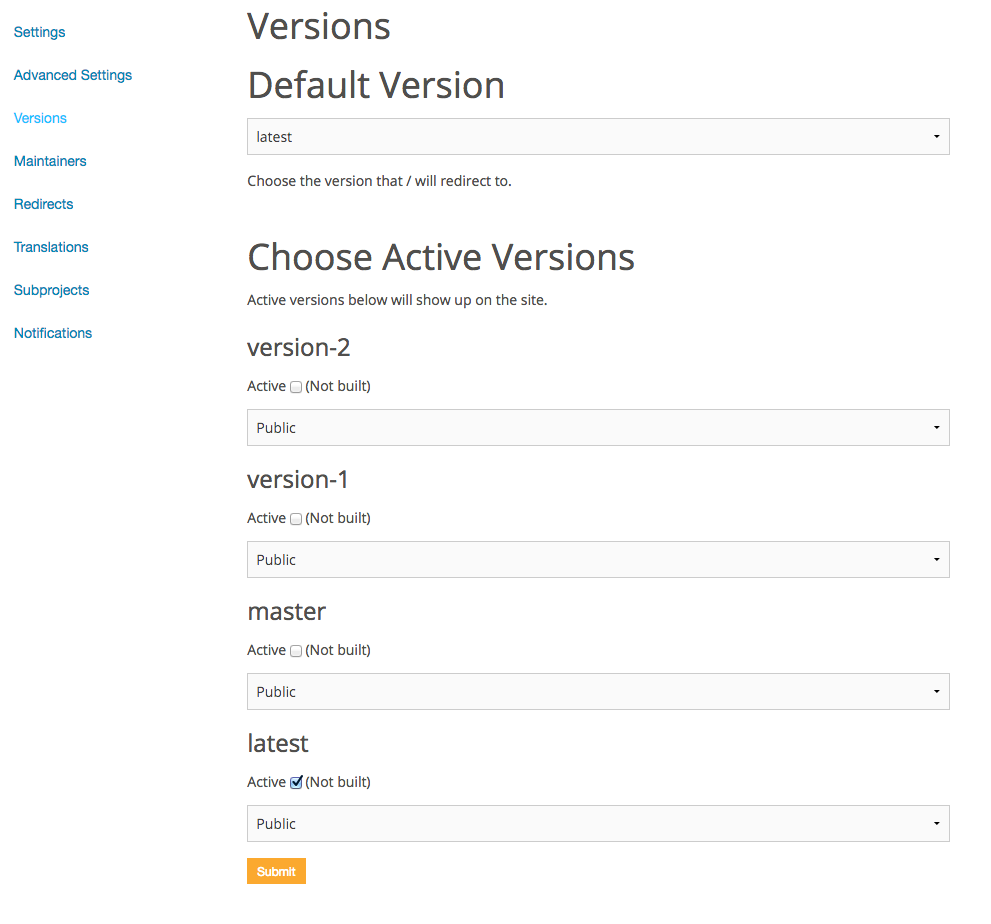 Settings
Advanced Settings
Versions
Maintainers
Redirects
Translations
Subprojects
Notifications
Versions
Default Version
latest
Choose the version that / will redirect to.
Choose Active Versions
Active versions below will show up on the site.
version-2
Active (Not built)
Public
version-1
Active (Not built)
Public
master
Active (Not built)
Public
latest
Active (Not built)
Public
Submit